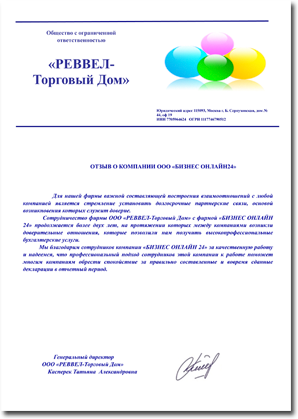 Общество с ограниченной
ответственностью
«РЕВВЕЛ-
Торговый Дом»
Юридический адрес 115093, Москва г, Б. Серпуховская, дом.№
46, оф.19
ИНН 7705966624 ОГРН 1117746790512
ОТЗЫВ О КОМПАНИИ ООО «БИЗНЕС ОНЛАЙН24»
Для нашей фирмы важной составляющей построения взаимоотношений с любой
компанией является стремление установить долгосрочные партнерские связи, основой
возникновения которых служит доверие.
Сотрудничество фирмы ООО «РЕВВЕЛ-Торговый Дом» с фирмой «БИЗНЕС ОНЛАЙН
24» продолжается более двух лет, на протяжении которых между компаниями возникли
доверительные отношения, которые позволили нам получать высокопрофессиональные
бухгалтерские услуги.
Мы благодарим сотрудников компании «БИЗНЕС ОНЛАЙН 24» за качественную работу
и надеемся, что профессиональный подход сотрудников этой компании к работе поможет
многим компаниям обрести спокойствие за правильно составленные и вовремя сданные
декларации в отчетный период.
Генеральный директор
ООО «РЕВВЕЛ-Торговый Дом»
Касперек Татьяна Александровна